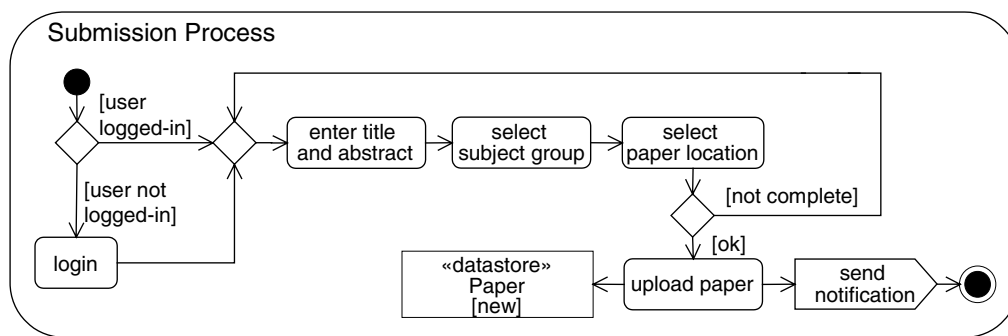 Submission Process
[user
logged-in]
enter title
and abstract
select
subject group
select
paper location
[user not
logged-in]
[not complete]
login
[ok]
«datastore»
Paper
[new]
upload paper
send
notification